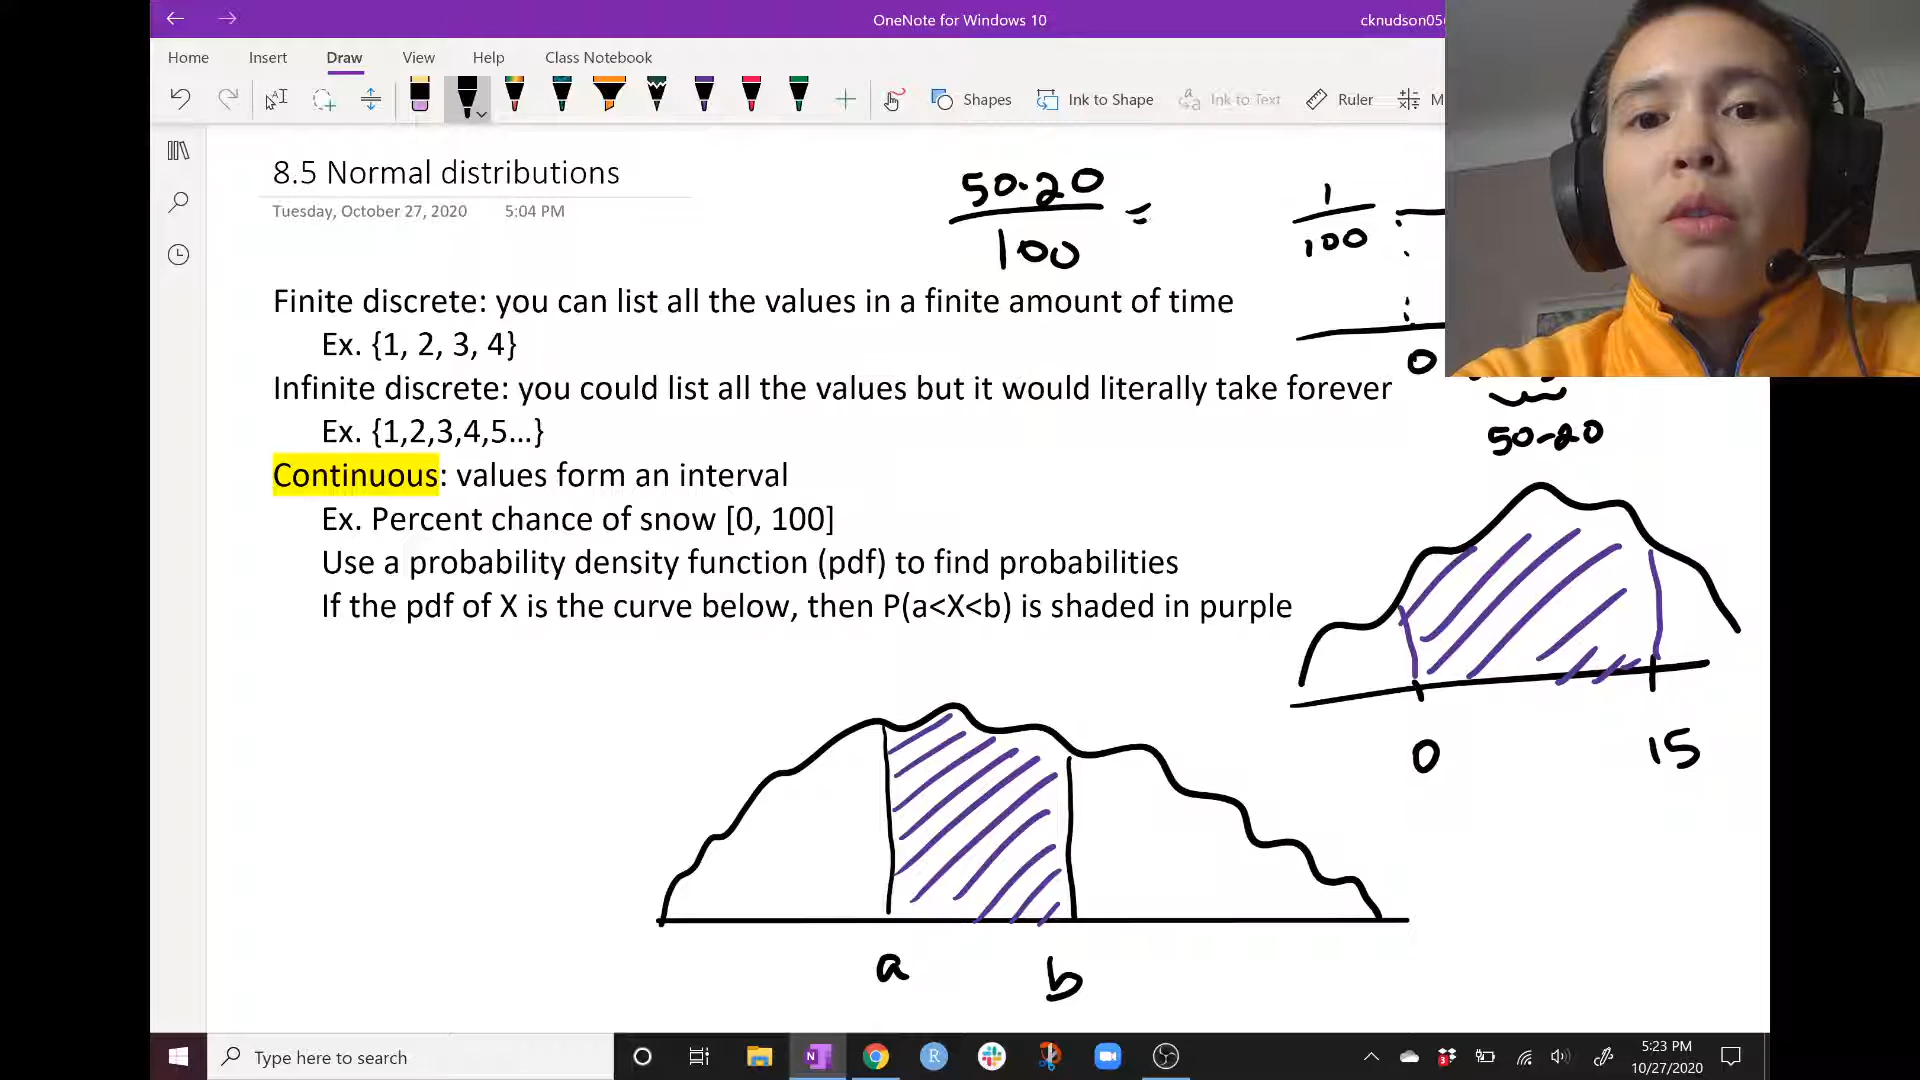 OneNote for Windows 10
cknudson05
Home Insert Draw View Help Class Notebook
Shapes Ink to Shape Ink to Text Ruler M
8.5 Normal distributions
Tuesday, October 27, 2020 5:04 PM
50·20
100
=
1
100
0
50-20
Finite discrete: you can list all the values in a finite amount of time
Ex. {1, 2, 3, 4}
Infinite discrete: you could list all the values but it would literally take forever
Ex. {1,2,3,4,5...}
Continuous: values form an interval
Ex. Percent chance of snow [0, 100]
Use a probability density function (pdf) to find probabilities
If the pdf of X is the curve below, then P(a<X<b) is shaded in purple
0 15
a b
Type here to search
5:23 PM
10/27/2020